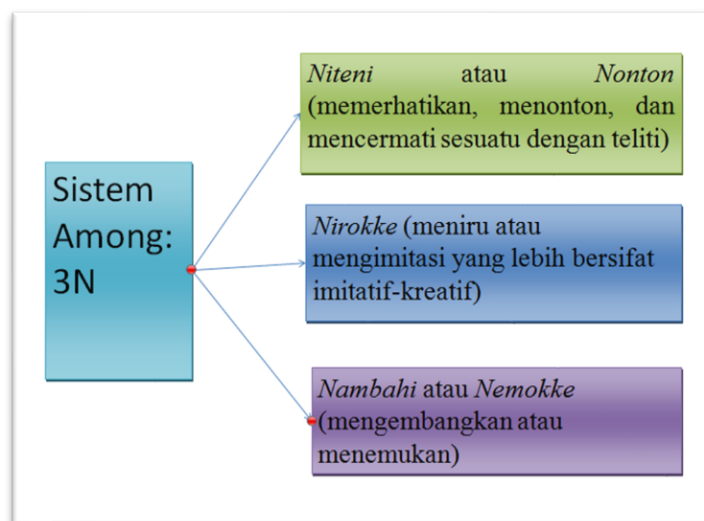 Sistem
Among:
3N
Niteni atau Nonton
(memerhatikan, menonton, dan
mencermati sesuatu dengan teliti)
Nirokke (meniru atau
mengimitasi yang lebih bersifat
imitatif-kreatif)
Nambahi atau Nemokke
(mengembangkan atau
menemukan)